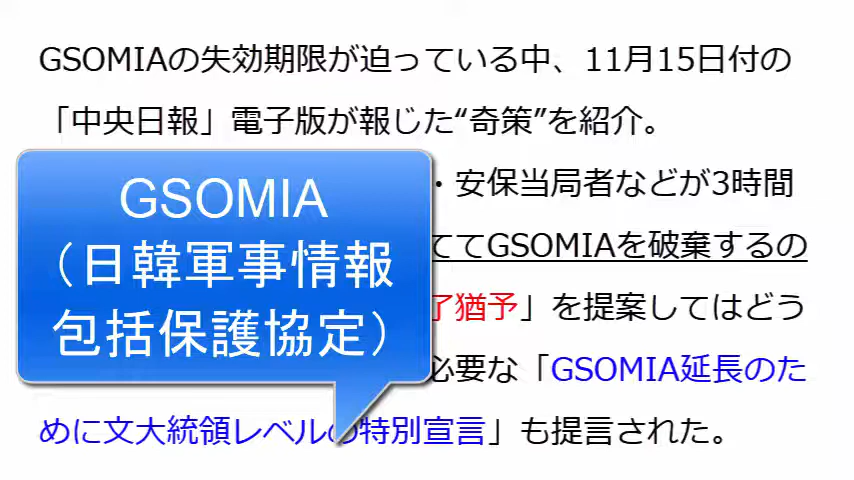 GSOMIAの失効期限が迫っている中、11月15日付の
「中央日報」電子版が報じた“奇策”を紹介。
・安保当局者などが3時間
ててGSOMIAを破棄するの
了猶予」を提案してはどう
必要な「GSOMIA延長のた
めに文大統領レベルの特別宣言」も提言された。
GSOMIA
（日韓軍事情報
包括保護協定）